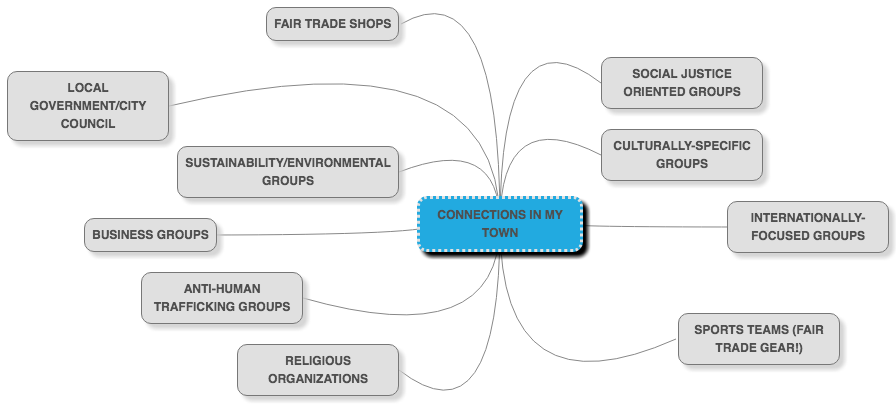 FAIR TRADE SHOPS
LOCAL
GOVERNMENT/CITY
COUNCIL
SUSTAINABILITY/ENVIRONMENTAL
GROUPS
BUSINESS GROUPS
ANTI-HUMAN
TRAFFICKING GROUPS
RELIGIOUS
ORGANIZATIONS
CONNECTIONS IN MY
TOWN
SOCIAL JUSTICE
ORIENTED GROUPS
CULTURALLY-SPECIFIC
GROUPS
INTERNATIONALLY-
FOCUSED GROUPS
SPORTS TEAMS (FAIR
TRADE GEAR!)